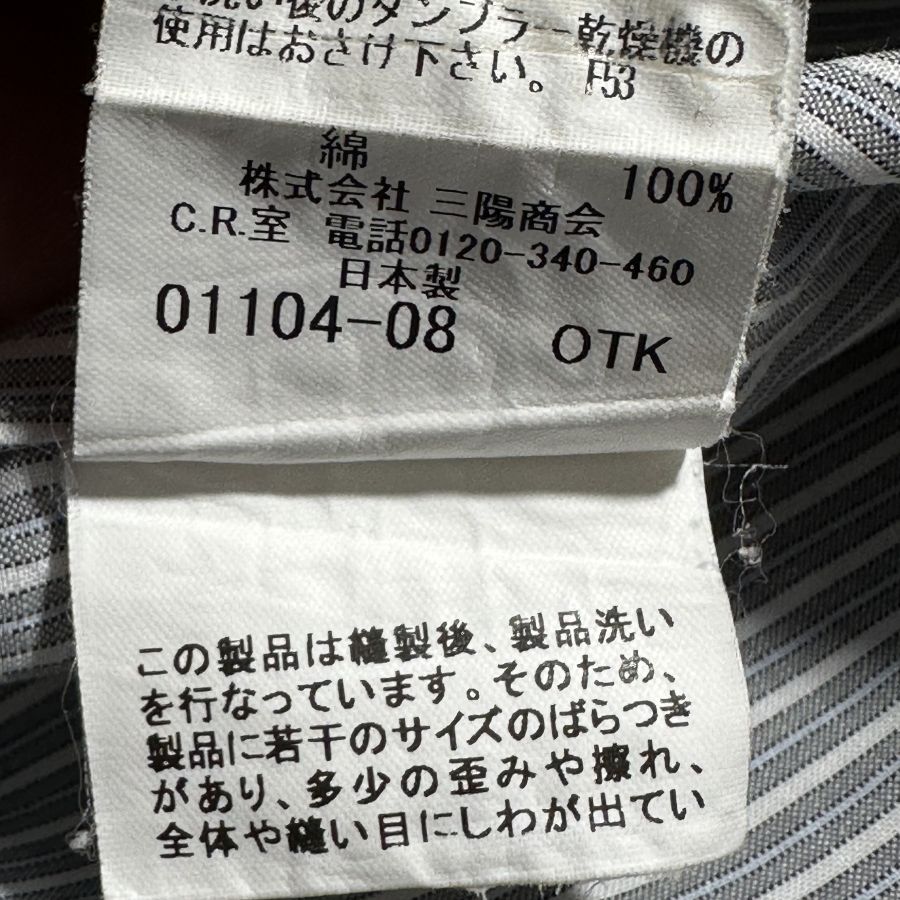 洗い後のタンブラー乾燥機の
使用はおさけ下さい。 F53
綿 100%
株式会社 三陽商会
C.R.室 電話0120-340-460
日本製
01104-08 OTK
この製品は縫製後、製品洗い
を行なっています。そのため、
製品に若干のサイズのばらつき
があり、多少の歪みや擦れ、
全体や縫い目にしわが出てい